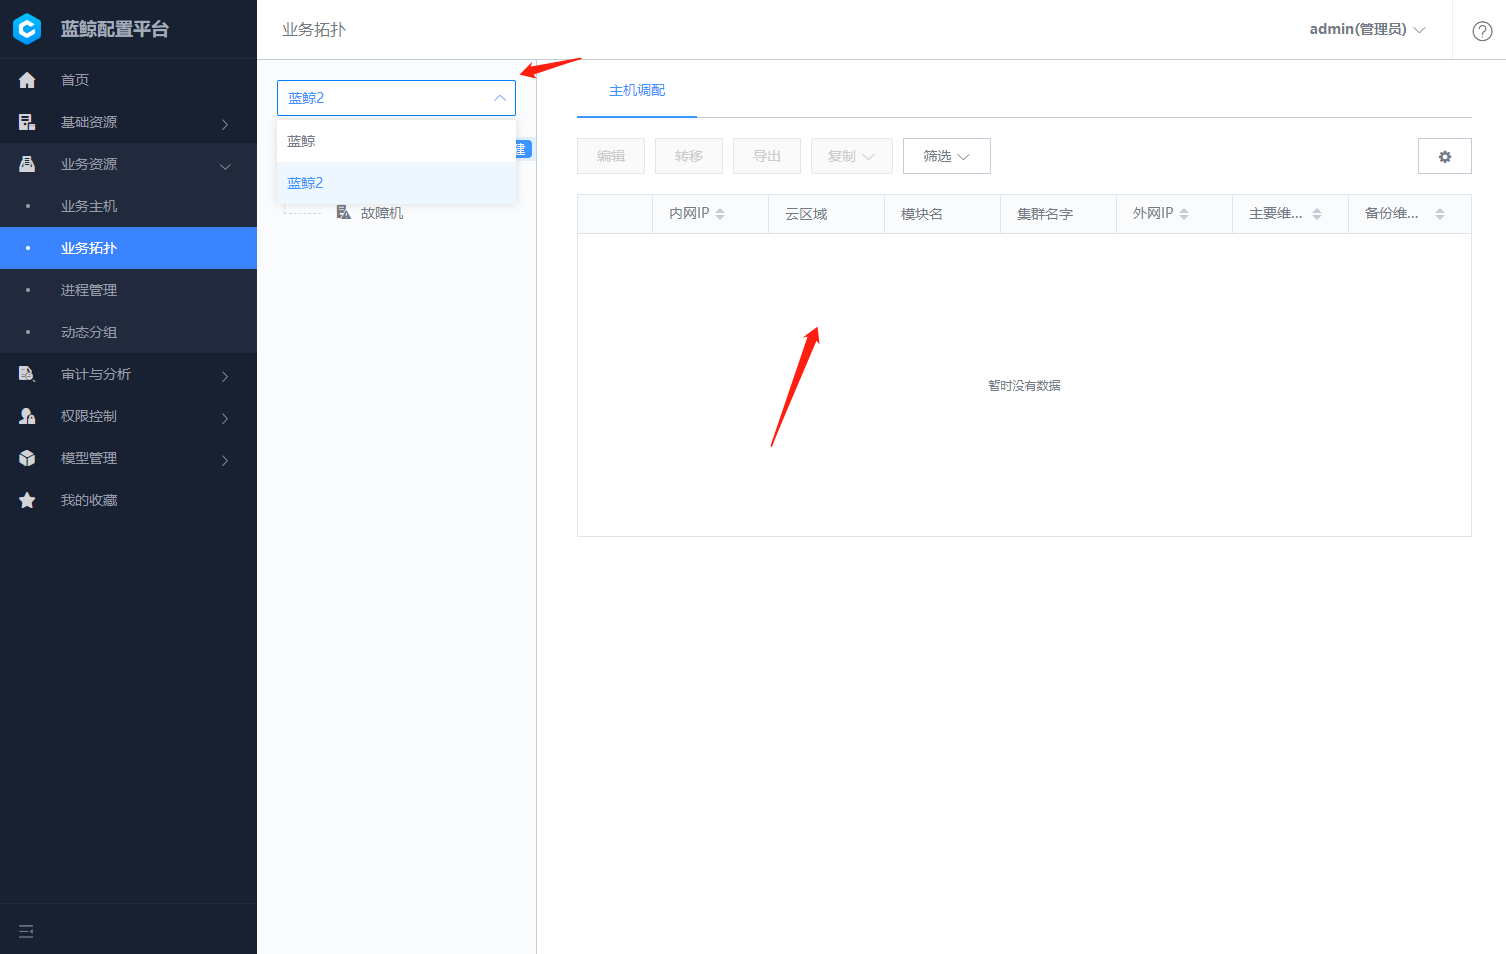 蓝鲸配置平台
首页
基础资源
业务资源
业务主机
业务拓扑
进程管理
动态分组
审计与分析
权限控制
模型管理
我的收藏
业务拓扑
admin(管理员)
蓝鲸2
蓝鲸
蓝鲸2
建
故障机
主机调配
编辑 转移 导出 复制 筛选
内网IP 云区域 模块名 集群名字 外网IP 主要维... 备份维...
暂时没有数据